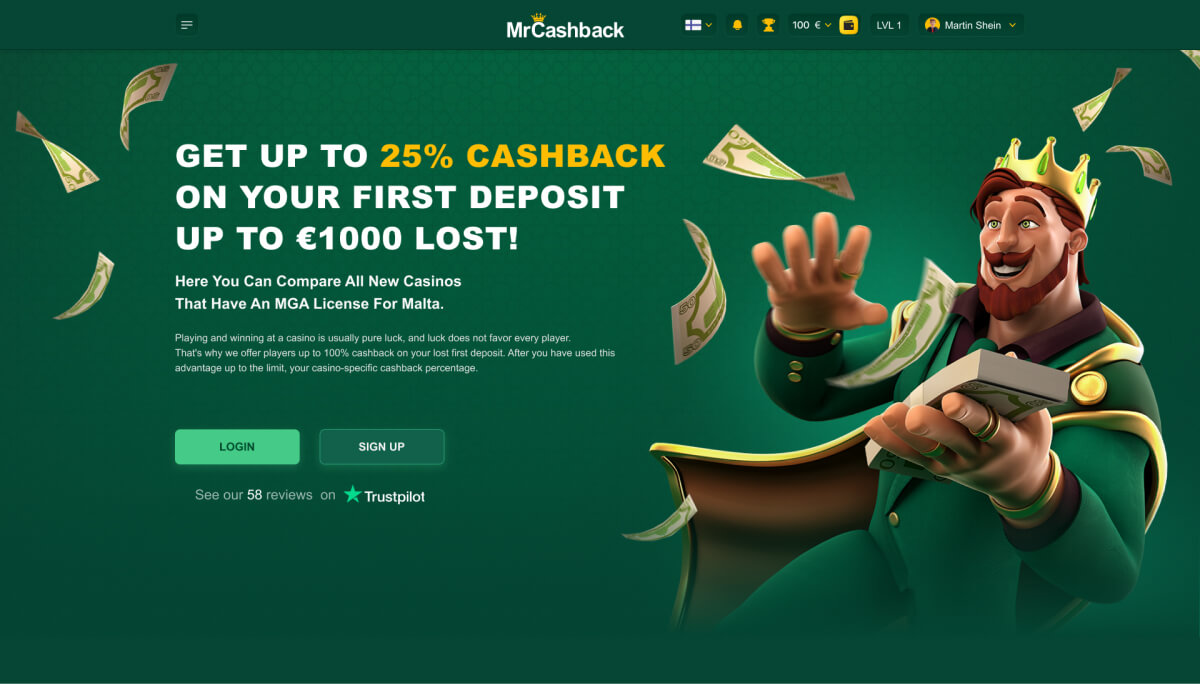 MrCashback
100 €
LVL 1
Martin Shein
GET UP TO 25% CASHBACK
ON YOUR FIRST DEPOSIT
UP TO €1000 LOST!
Here You Can Compare All New Casinos
That Have An MGA License For Malta.
Playing and winning at a casino is usually pure luck, and luck does not favor every player.
That's why we offer players up to 100% cashback on your lost first deposit. After you have used this
advantage up to the limit, your casino-specific cashback percentage.
LOGIN
SIGN UP
See our 58 reviews on Trustpilot
50
50